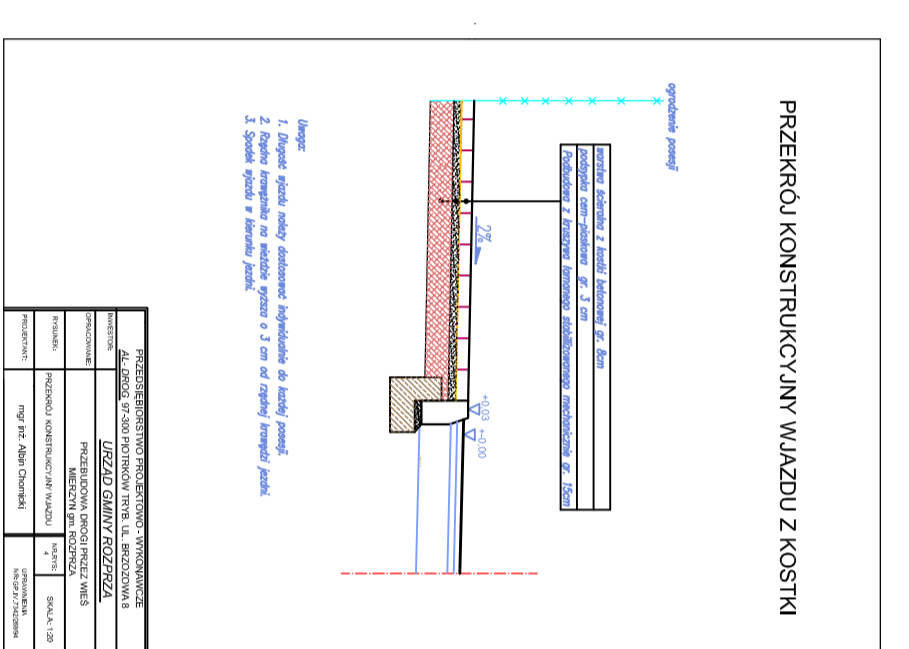 PRZEKRÓJ KONSTRUKCYJNY WJAZDU Z KOSTKI
ogrodzenie posesji
warstwa ścieralna z kostki betonowej gr. 8cm
podsypka cem-piaskowa gr. 3 cm
Podbudowa z kruszywa łamanego stabilizowanego mechanicznie gr. 15cm
2%
+0.03
+-0.00
Uwaga:
1. Długość wjazdu należy dostosować indywidualnie do każdej posesji.
2. Rzędna krawężnika na wieździe wyższa o 3 cm od rzędnej krawędzi jezdni.
3. Spadek wjazdu w kierunku jezdni.
PRZEDSIĘBIORSTWO PROJEKTOWO - WYKONAWCZE
AL- DROG 97-300 PIOTRKÓW TRYB. UL. BRZOZOWA 8
INWESTOR: URZĄD GMINY ROZPRZA
OPRACOWANIE: PRZEBUDOWA DROGI PRZEZ WIEŚ
MIERZYN gm. ROZPRZA
RYSUNEK: PRZEKRÓJ KONSTRUKCYJNY WJAZDU
NR.RYS: 4
SKALA: 1:20
PROJEKTANT: mgr inż. Albin Chomicki
UPRAWNIENIA